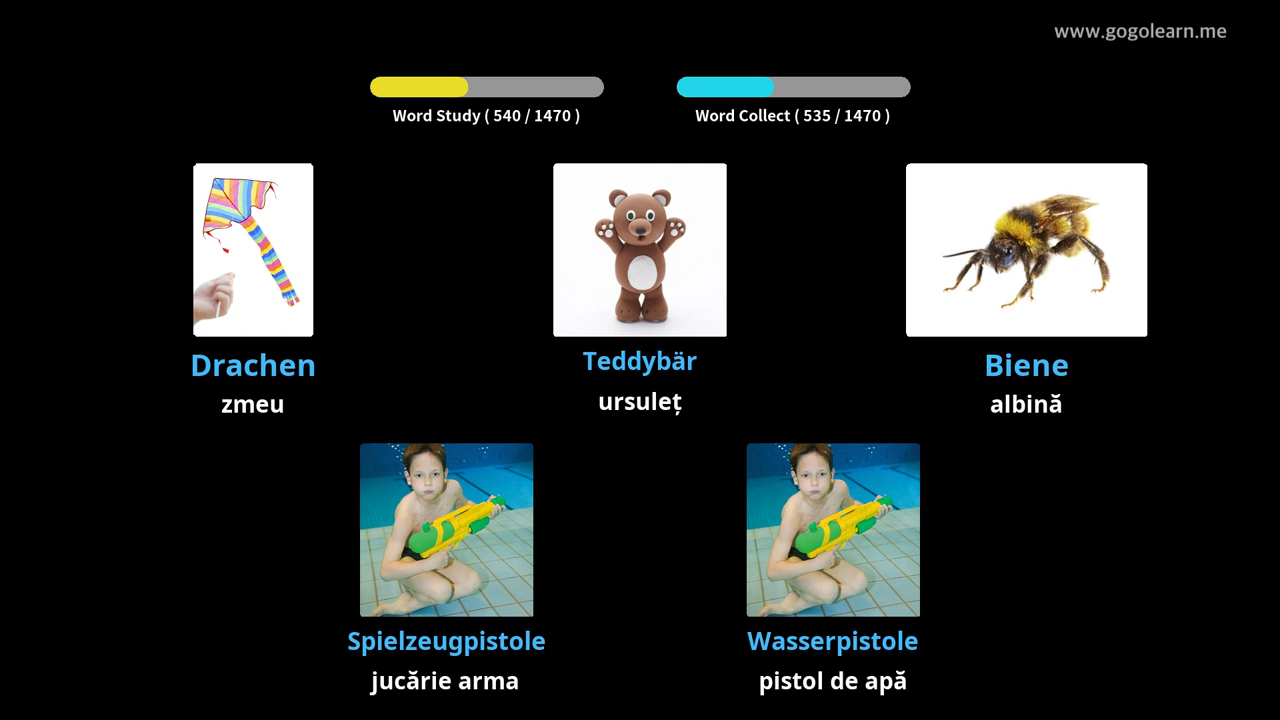 www.gogolearn.me
Word Study ( 540 / 1470 )
Word Collect ( 535 / 1470 )
Drachen
zmeu
Teddybär
ursuleț
Biene
albină
Spielzeugpistole
jucărie arma
Wasserpistole
pistol de apă